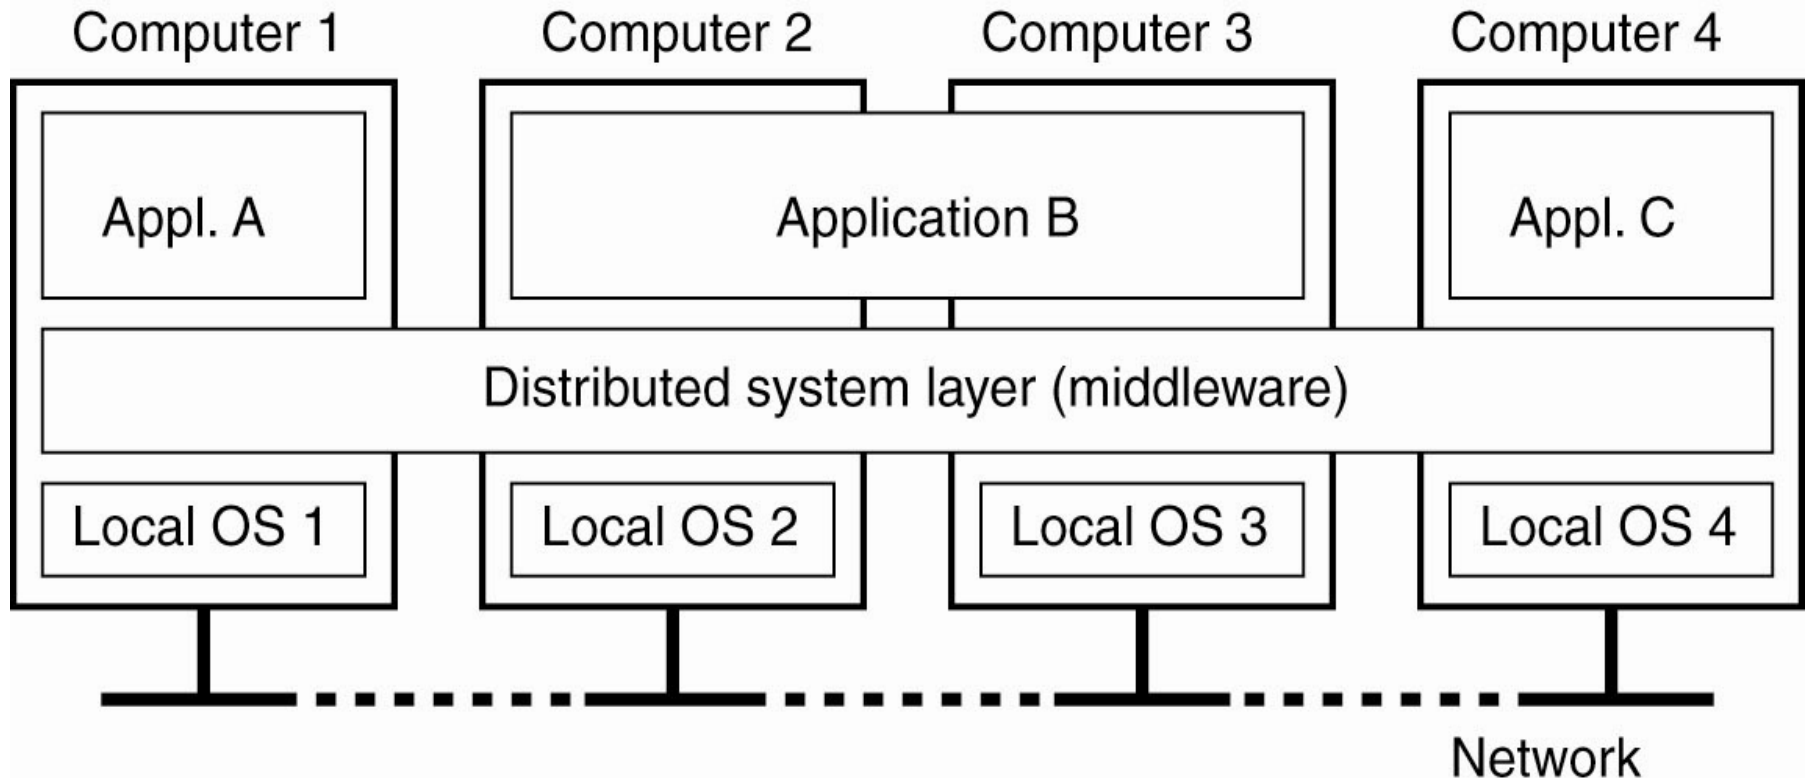 Computer 1
Computer 2
Computer 3
Computer 4
Appl. A
Application B
Appl. C
Distributed system layer (middleware)
Local OS 1
Local OS 2
Local OS 3
Local OS 4
Network